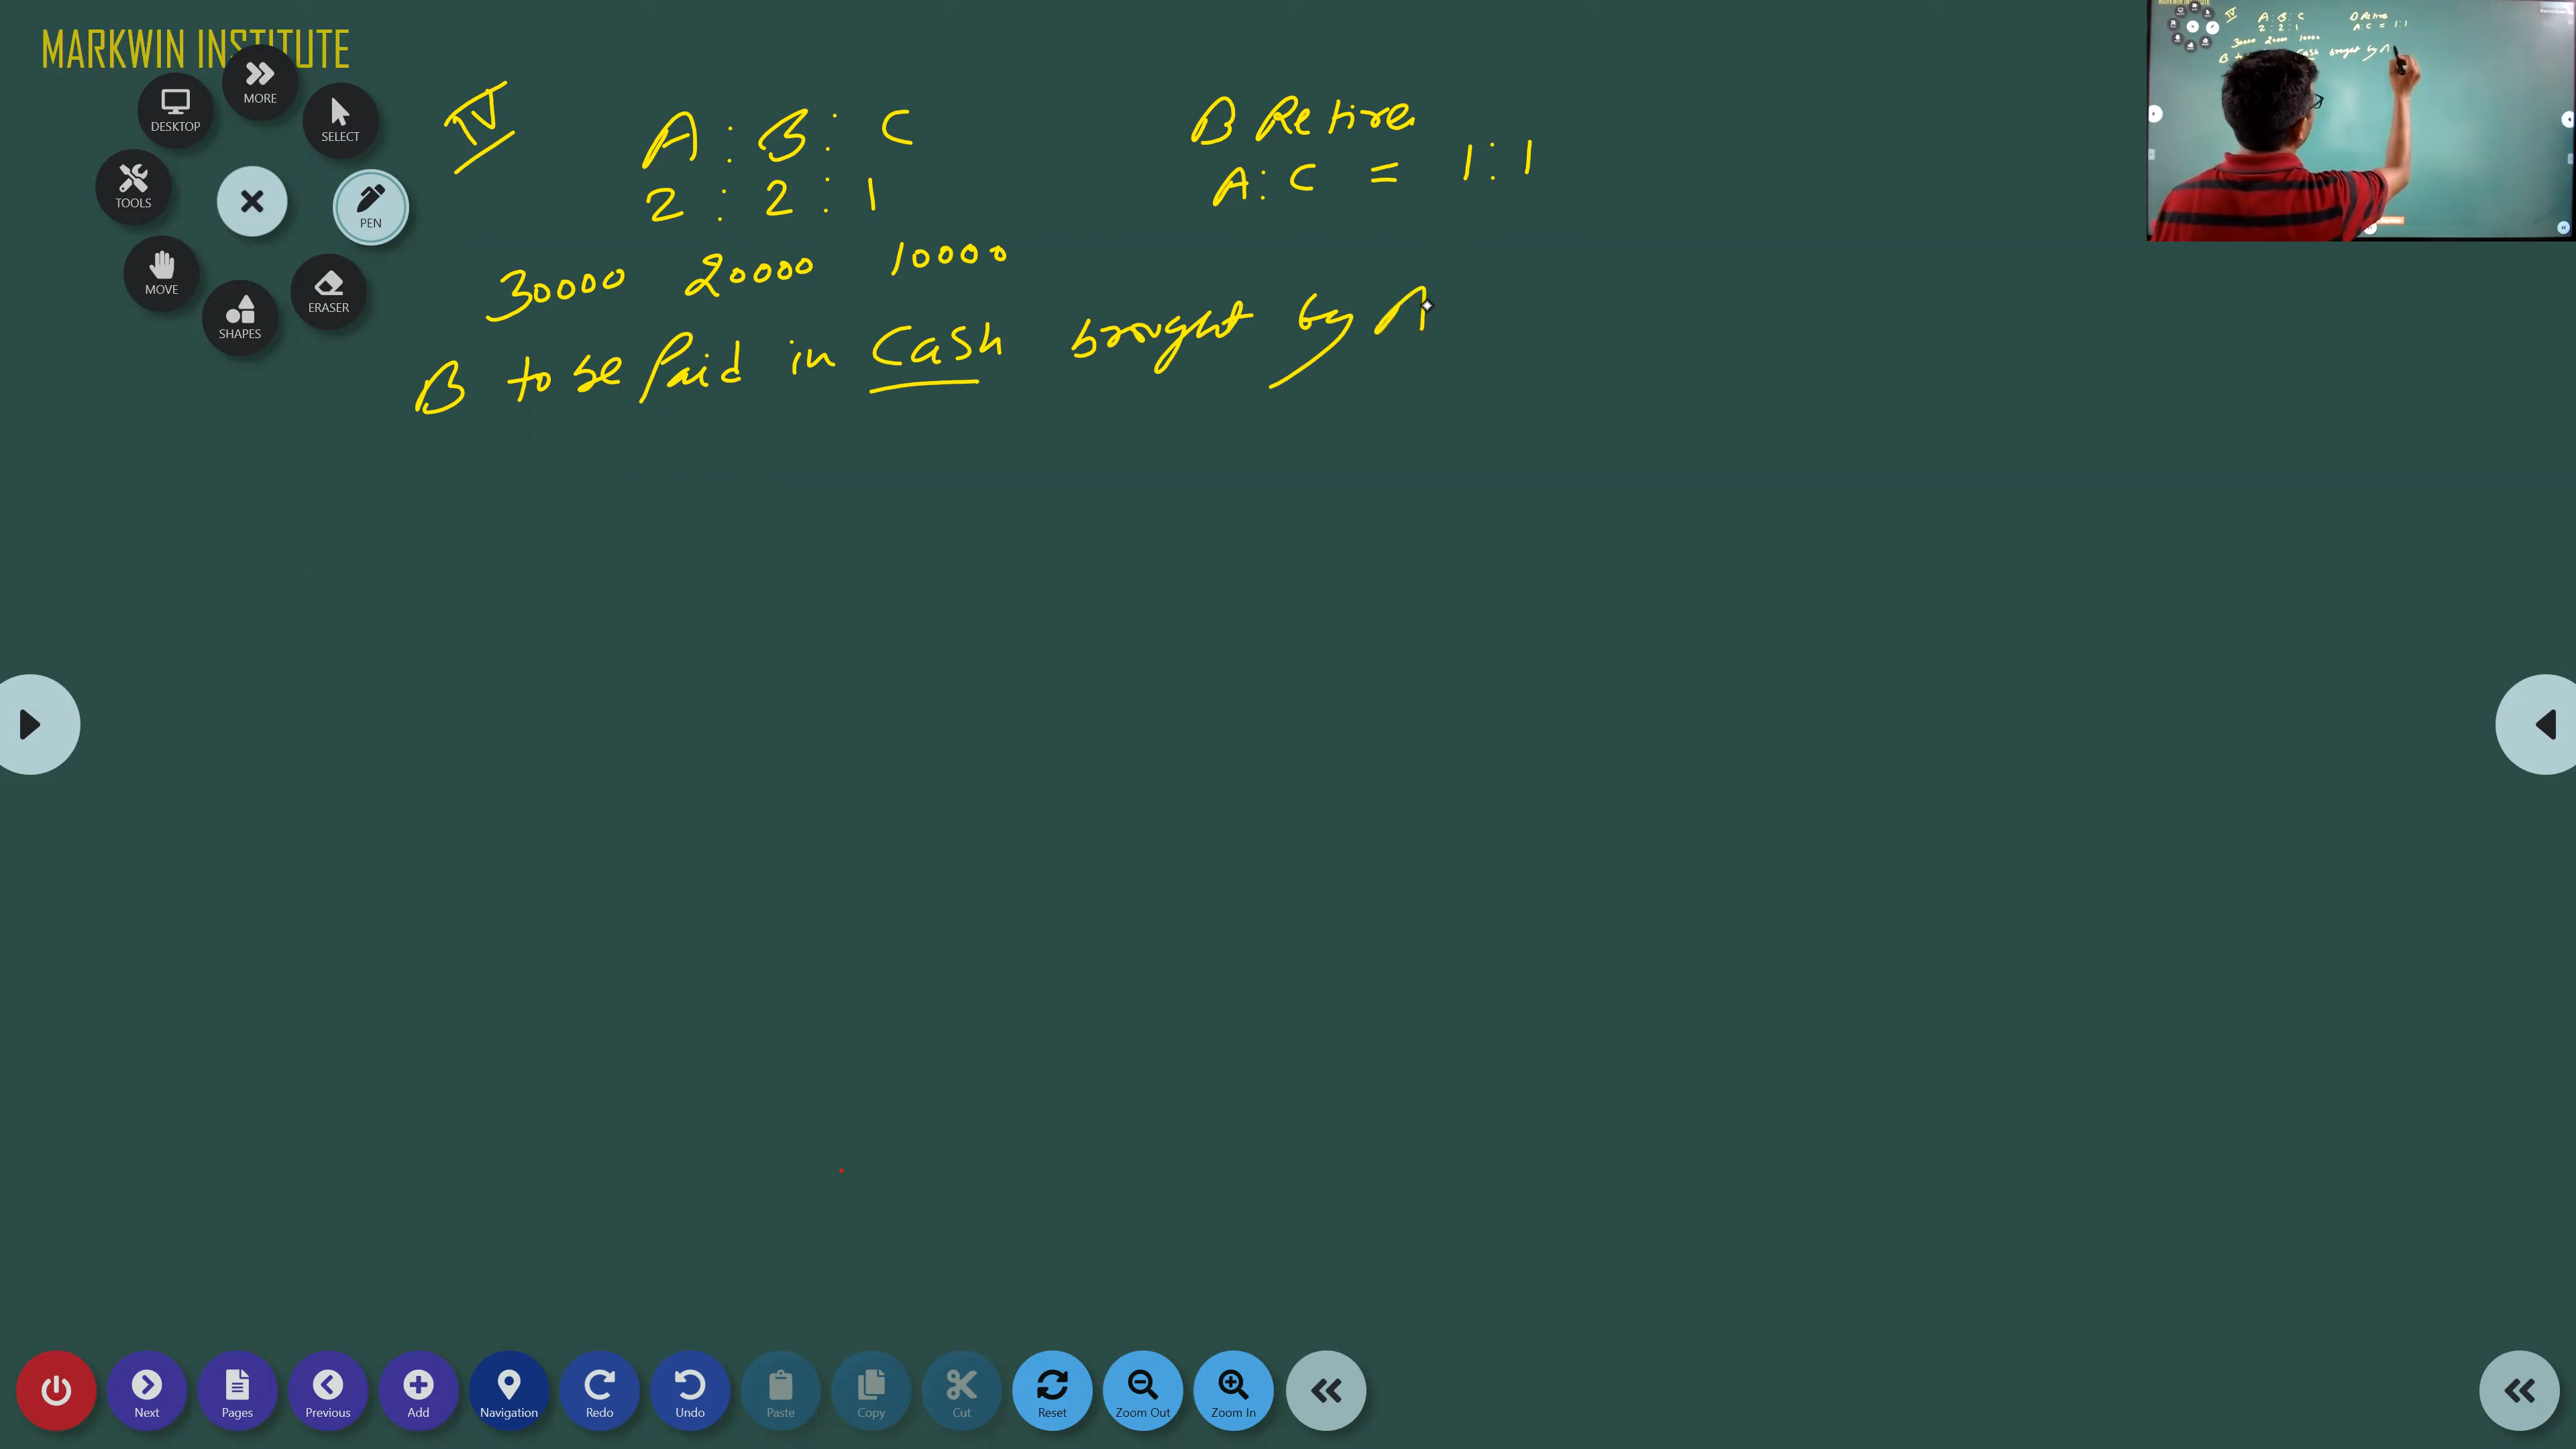 MARKWIN INSTITUTE
MORE
DESKTOP
SELECT
TOOLS
PEN
MOVE
ERASER
SHAPES
IV
A : B : C
2 : 2 : 1
30000 20000 10000
B Retire
A : C = 1 : 1
B to be Paid in Cash brought by A
Next
Pages
Previous
Add
Navigation
Redo
Undo
Paste
Copy
Cut
Reset
Zoom Out
Zoom In